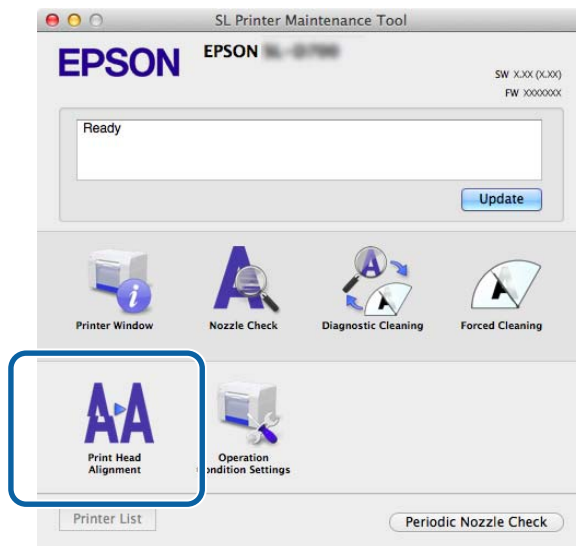 SL Printer Maintenance Tool
EPSON
EPSON
SW X.XX (X.XX)
FW XXXXXXX
Ready
Update
Printer Window
Nozzle Check
Diagnostic Cleaning
Forced Cleaning
Print Head
Alignment
Operation
ondition Settings
Printer List
Periodic Nozzle Check